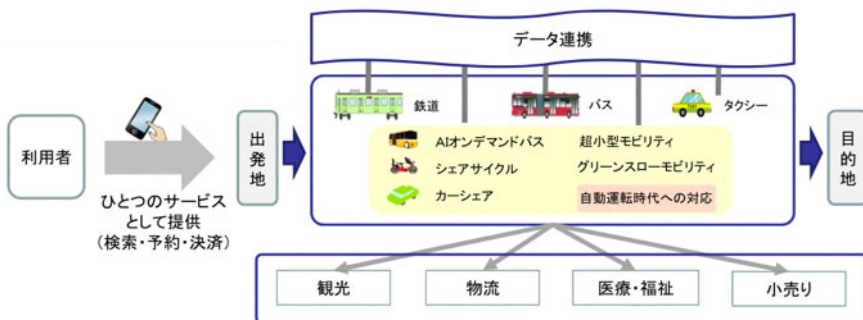 データ連携
鉄道
バス
タクシー
利用者
出発地
AIオンデマンドバス
超小型モビリティ
目的地
シェアサイクル
グリーンスローモビリティ
カーシェア
自動運転時代への対応
ひとつのサービス
として提供
(検索・予約・決済)
観光
物流
医療・福祉
小売り